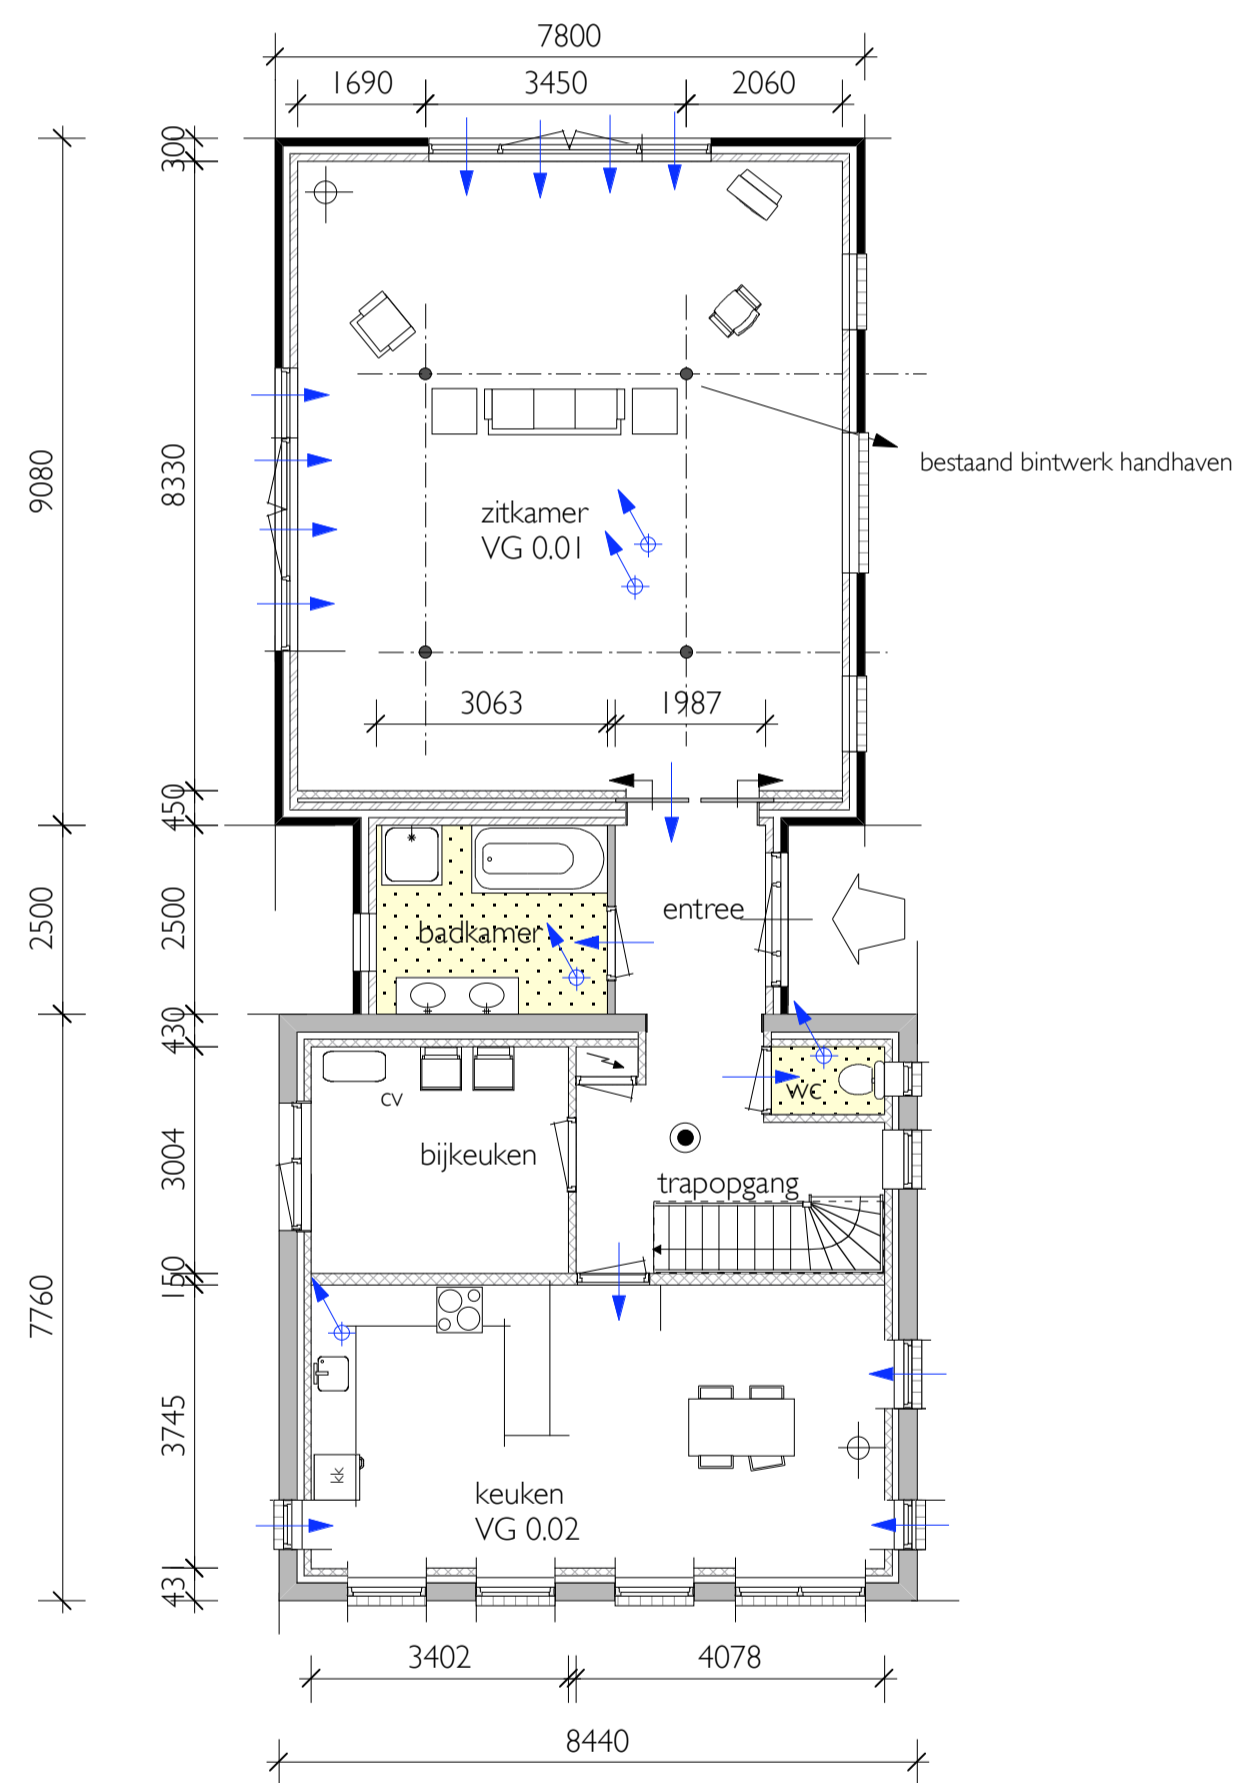 7800
1690
3450
2060
300
9080
8330
bestaand bintwerk handhaven
zitkamer
VG 0.01
3063
1987
450
2500
2500
entree
badkamer
430
wc
cv
3004
bijkeuken
trapopgang
150
7760
3745
kk
keuken
VG 0.02
431
3402
4078
8440